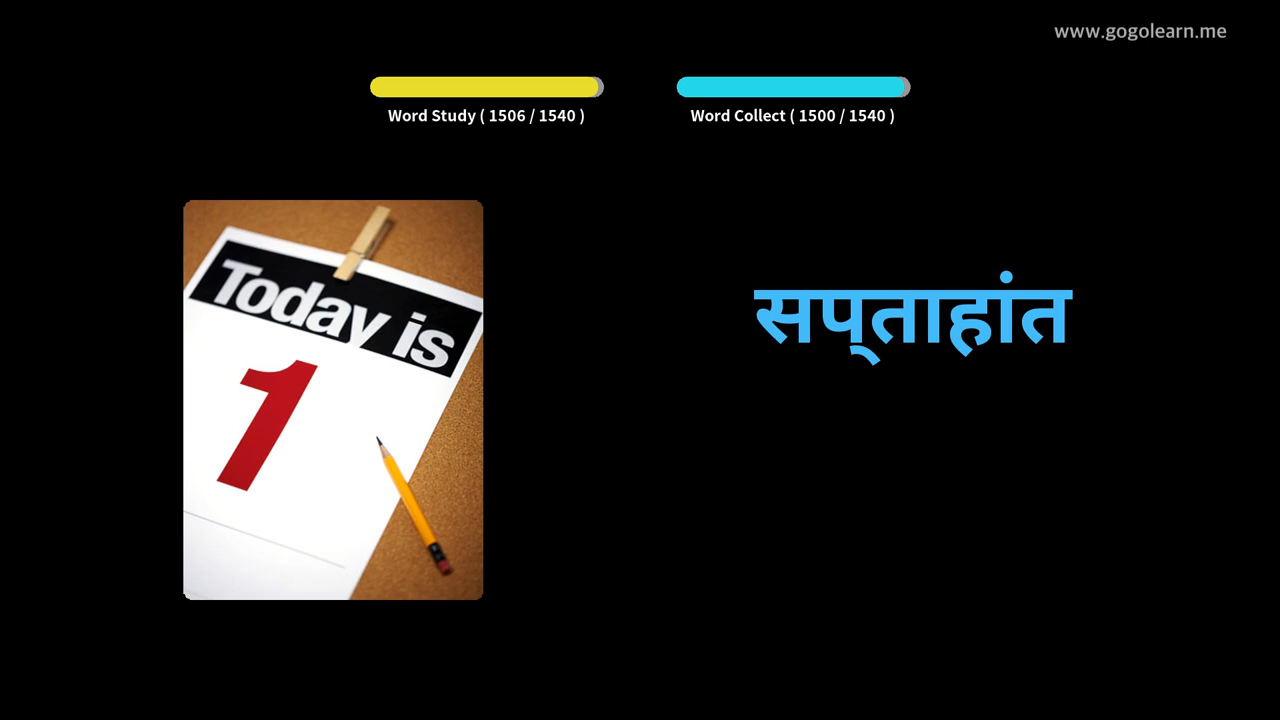 www.gogolearn.me
Word Study ( 1506 / 1540 )
Word Collect ( 1500 / 1540 )
Today is
1
सप्ताहांत